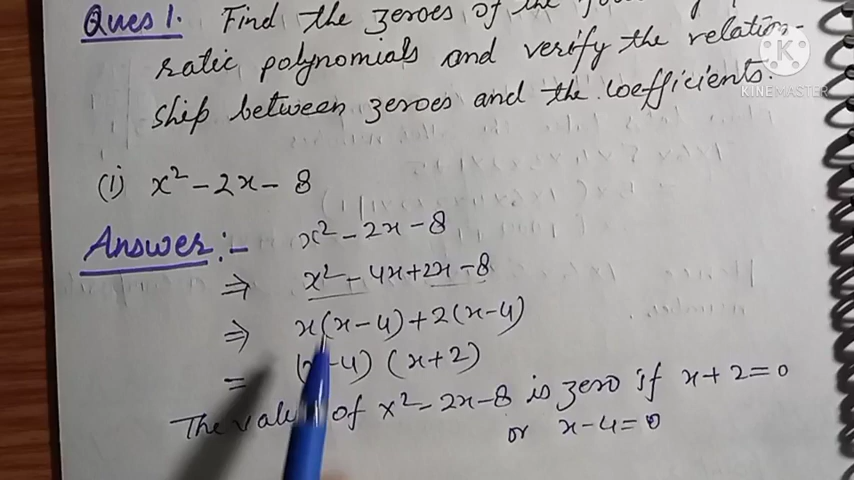 Ques 1. Find the zeroes of the
ratic polynomials and verify the relation-
ship between zeroes and the coefficients.
(i) x² - 2x - 8
Answer:- x² - 2x - 8
⇒ x² - 4x + 2x - 8
⇒ x(x - 4) + 2(x - 4)
= 4) (x + 2)
The of x² - 2x - 8 is zero if x + 2 = 0
or x - 4 = 0
KINEMASTER